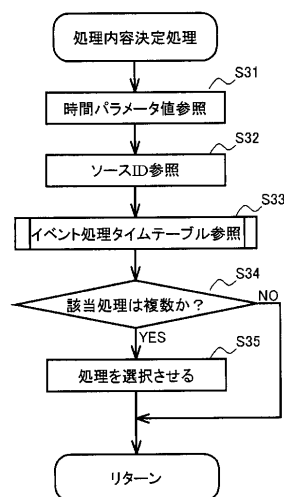 処理内容決定処理
S31
時間パラメータ値参照
S32
ソースID参照
S33
イベント処理タイムテーブル参照
S34
該当処理は複数か?
NO
YES
S35
処理を選択させる
リターン